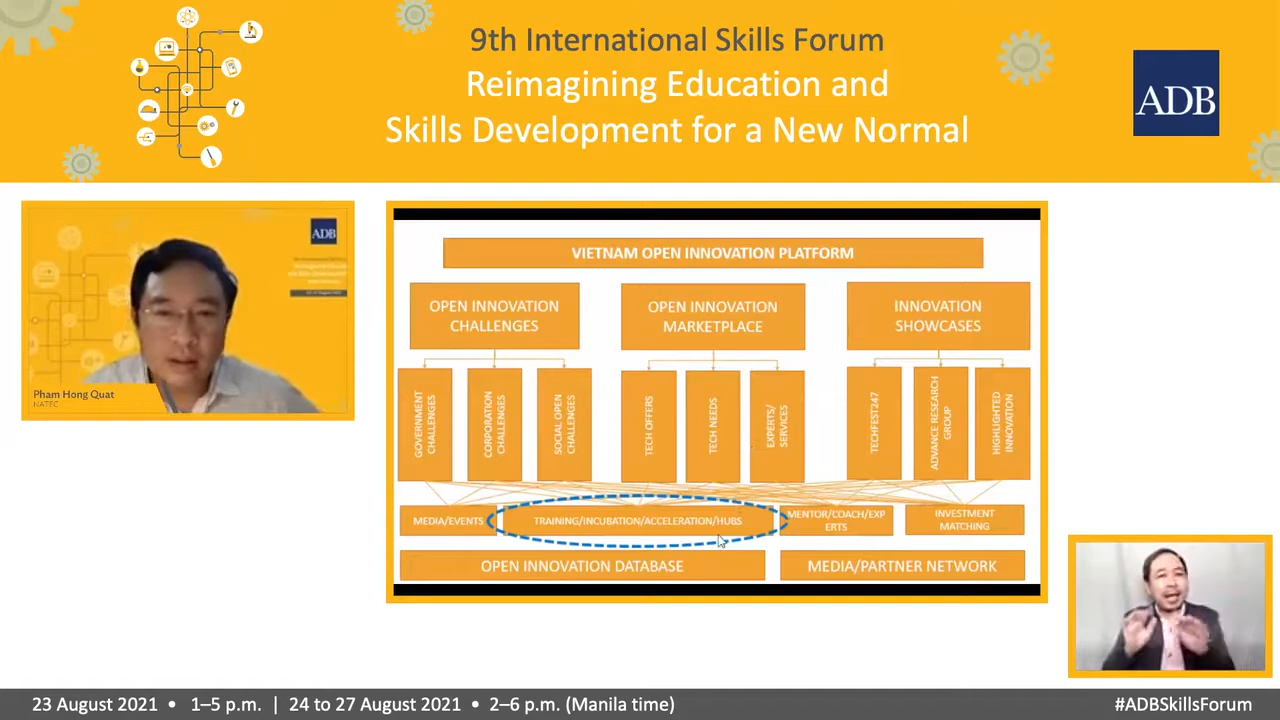 9th International Skills Forum
Reimagining Education and
Skills Development for a New Normal
ADB
ADB
Pham Hong Quat
NATEC
VIETNAM OPEN INNOVATION PLATFORM
OPEN INNOVATION
CHALLENGES
OPEN INNOVATION
MARKETPLACE
INNOVATION
SHOWCASES
GOVERNMENT
CHALLENGES
CORPORATION
CHALLENGES
SOCIAL OPEN
CHALLENGES
TECH OFFERS
TECH NEEDS
EXPERTS/
SERVICES
TECHFEST247
ADVANCE RESEARCH
GROUP
HIGHLIGHTED
INNOVATION
MEDIA/EVENTS
TRAINING/INCUBATION/ACCELERATION/HUBS
MENTOR/COACH/EXP
ERTS
INVESTMENT
MATCHING
OPEN INNOVATION DATABASE
MEDIA/PARTNER NETWORK
23 August 2021 • 1–5 p.m. | 24 to 27 August 2021 • 2–6 p.m. (Manila time)
#ADBSkillsForum